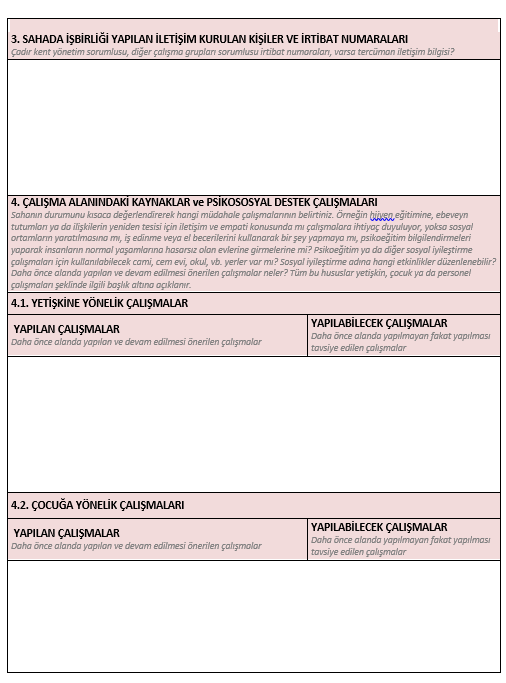 3. SAHADA İŞBİRLİĞİ YAPILAN İLETİŞİM KURULAN KİŞİLER VE İRTİBAT NUMARALARI
Çadır kent yönetim sorumlusu, diğer çalışma grupları sorumlusu irtibat numaraları, varsa tercüman iletişim bilgisi?
4. ÇALIŞMA ALANINDAKİ KAYNAKLAR ve PSİKOSOSYAL DESTEK ÇALIŞMALARI
Sahanın durumunu kısaca değerlendirerek hangi müdahale çalışmalarının belirtiniz. Örneğin hijyen eğitimine, ebeveyn
tutumları ya da ilişkilerin yeniden tesisi için iletişim ve empati konusunda mı çalışmalara ihtiyaç duyuluyor, yoksa sosyal
ortamların yaratılmasına mı, iş edinme veya el becerilerini kullanarak bir şey yapmaya mı, psikoeğitim bilgilendirmeleri
yaparak insanların normal yaşamlarına hasarsız olan evlerine girmelerine mi? Psikoeğitim ya da diğer sosyal iyileştirme
çalışmaları için kullanılabilecek cami, cem evi, okul, vb. yerler var mı? Sosyal iyileştirme adına hangi etkinlikler düzenlenebilir?
Daha önce alanda yapılan ve devam edilmesi önerilen çalışmalar neler? Tüm bu hususlar yetişkin, çocuk ya da personel
çalışmaları şeklinde ilgili başlık altına açıklanır.
4.1. YETİŞKİNE YÖNELİK ÇALIŞMALAR
YAPILAN ÇALIŞMALAR
Daha önce alanda yapılan ve devam edilmesi önerilen çalışmalar
YAPILABİLECEK ÇALIŞMALAR
Daha önce alanda yapılmayan fakat yapılması
tavsiye edilen çalışmalar
4.2. ÇOCUĞA YÖNELİK ÇALIŞMALARI
YAPILAN ÇALIŞMALAR
Daha önce alanda yapılan ve devam edilmesi önerilen çalışmalar
YAPILABİLECEK ÇALIŞMALAR
Daha önce alanda yapılmayan fakat yapılması
tavsiye edilen çalışmalar